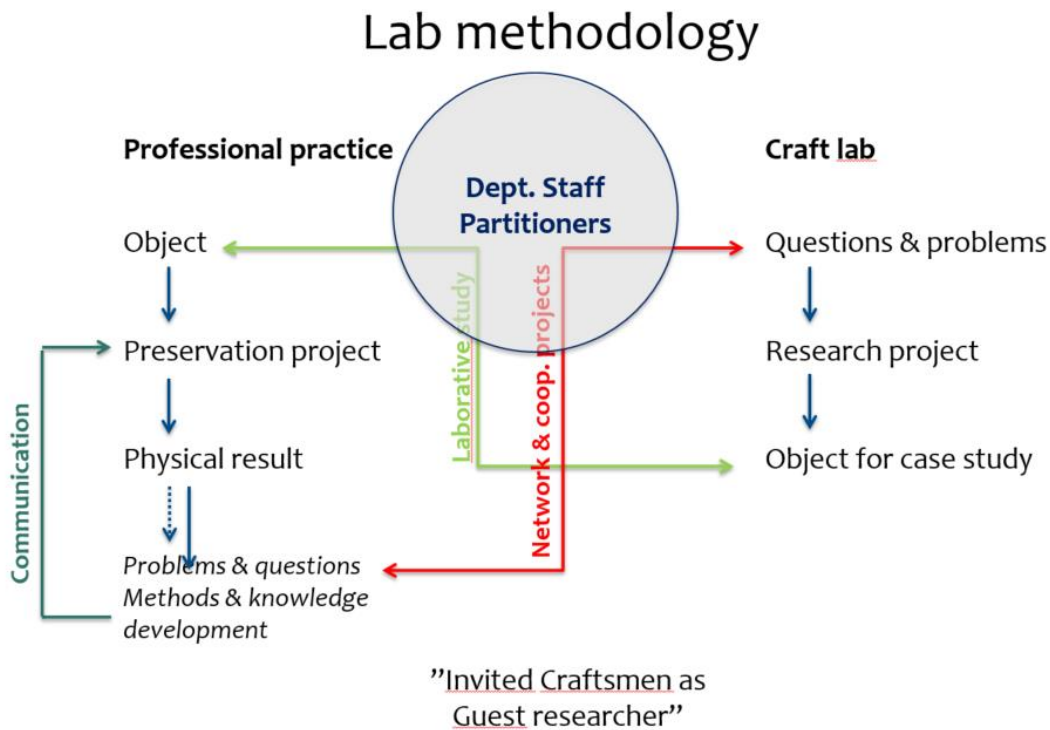 Lab methodology
Professional practice
Dept. Staff
Partitioners
Craft lab
Object
Questions & problems
Laborative study
Network & coop. projects
Preservation project
Research project
Communication
Physical result
Object for case study
Problems & questions
Methods & knowledge
development
”Invited Craftsmen as
Guest researcher”